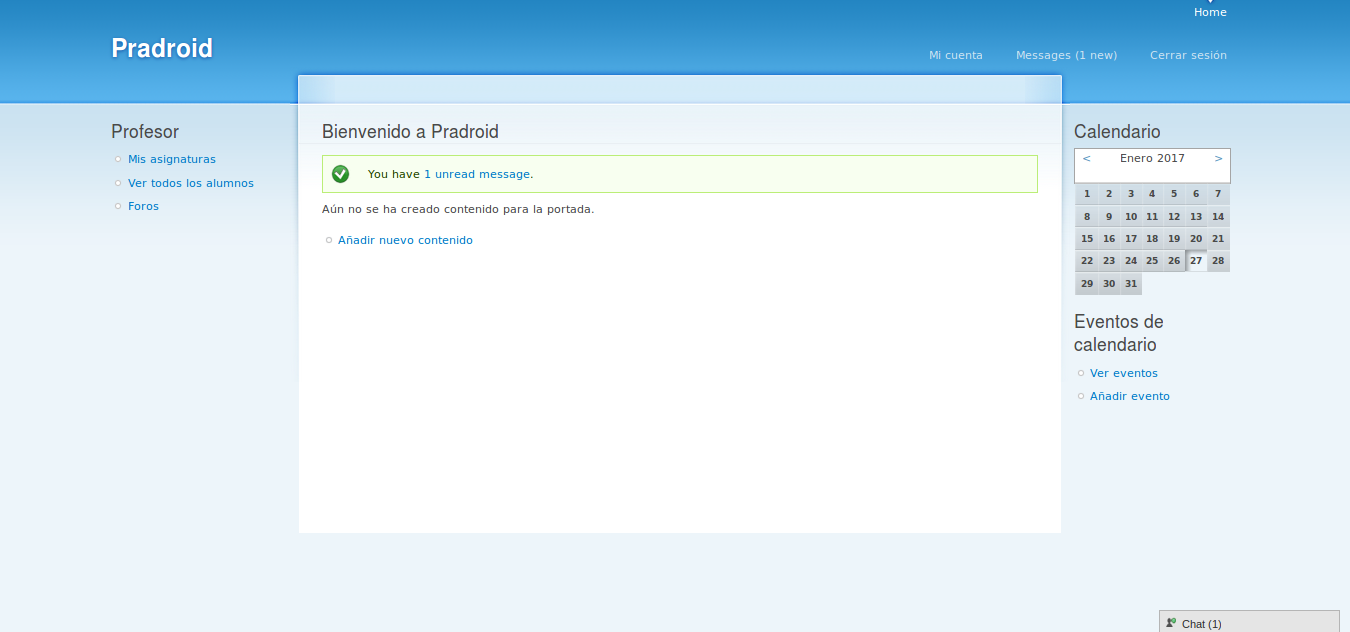 Home
Pradroid
Mi cuenta Messages (1 new) Cerrar sesión
Profesor
Mis asignaturas
Ver todos los alumnos
Foros
Bienvenido a Pradroid
You have 1 unread message.
Aún no se ha creado contenido para la portada.
Añadir nuevo contenido
Calendario
< Enero 2017 >
1 2 3 4 5 6 7
8 9 10 11 12 13 14
15 16 17 18 19 20 21
22 23 24 25 26 27 28
29 30 31
Eventos de
calendario
Ver eventos
Añadir evento
Chat (1)